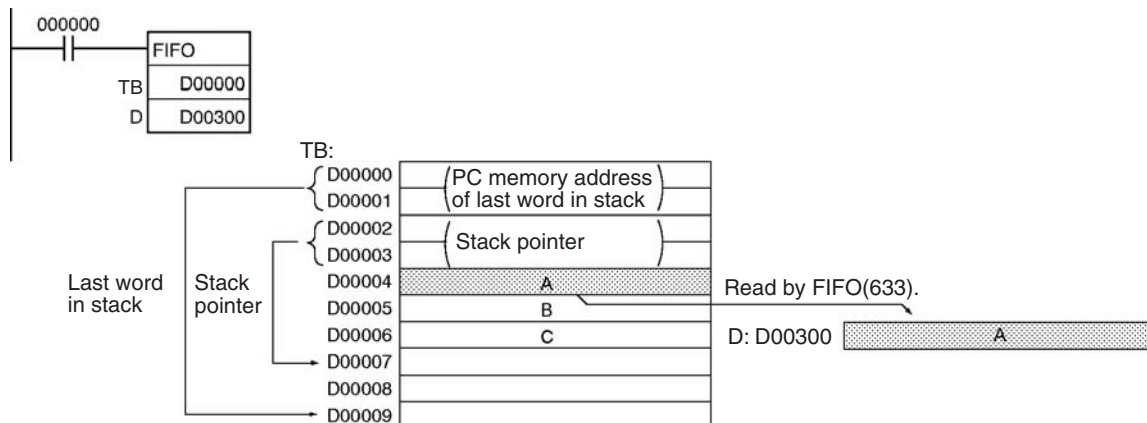 000000
FIFO
TB D00000
D D00300
TB:
D00000
D00001
(PC memory address
of last word in stack)
D00002
D00003
(Stack pointer)
Last word
in stack
Stack
pointer
D00004 A
Read by FIFO(633).
D00005 B
D00006 C
D: D00300 A
D00007
D00008
D00009